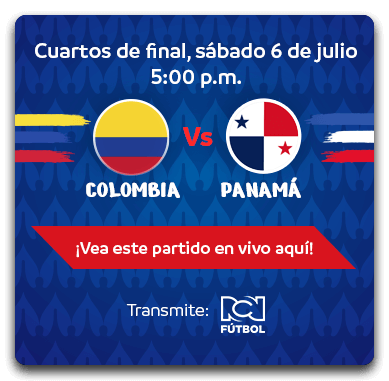 Cuartos de final, sábado 6 de julio
5:00 p.m.
Vs
COLOMBIA PANAMÁ
¡Vea este partido en vivo aquí!
Transmite: RCN
FÚTBOL